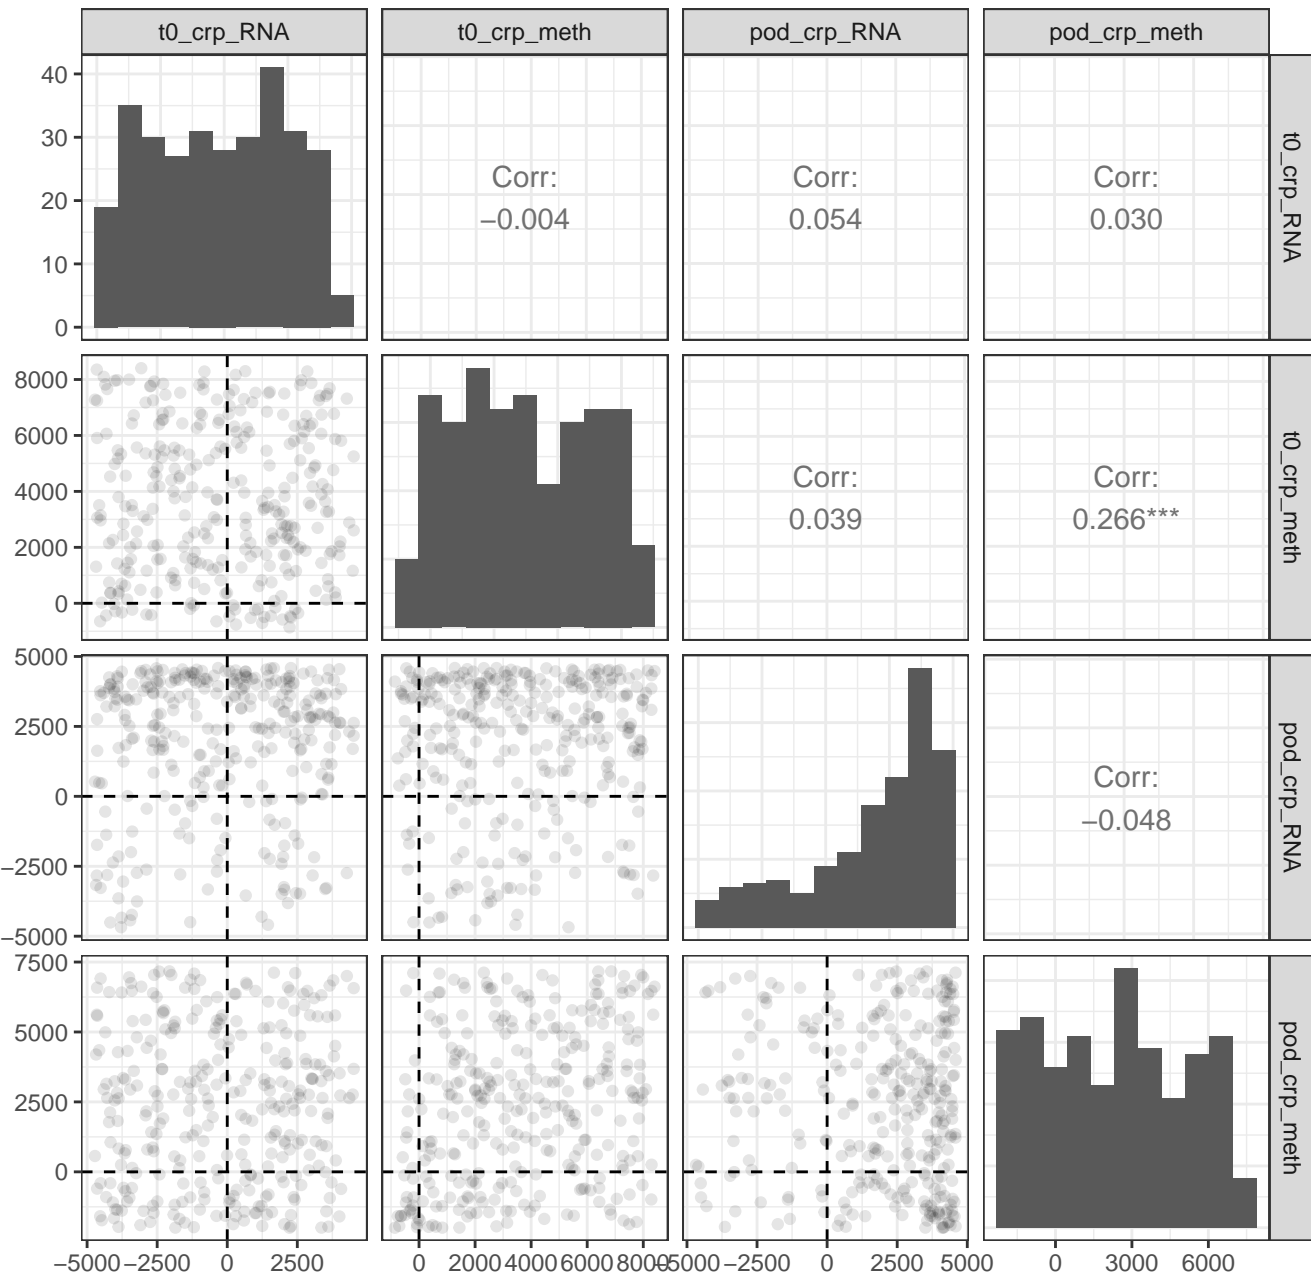 t0_crp_RNA
t0_crp_meth
pod_crp_RNA
pod_crp_meth
40
30
20
10
0
Corr:
−0.004
Corr:
0.054
Corr:
0.030
t0_crp_RNA
8000
6000
4000
2000
0
Corr:
0.039
Corr:
0.266***
t0_crp_meth
5000
2500
0
−2500
−5000
Corr:
−0.048
pod_crp_RNA
7500
5000
2500
0
pod_crp_meth
−5000 −2500 0 2500
0 2000 4000 6000 8000
−5000 −2500 0 2500 5000
0 3000 6000